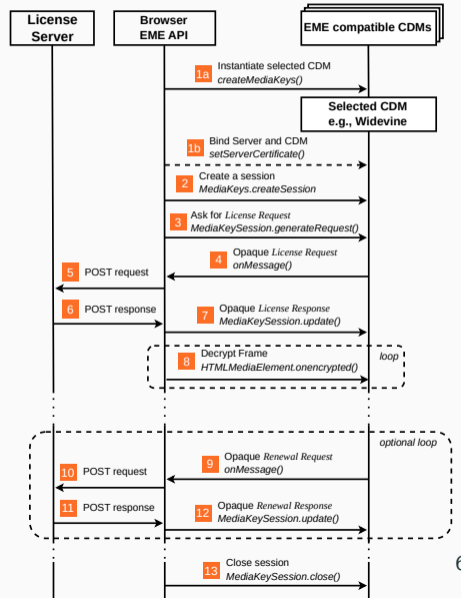 License
Server
Browser
EME API
EME compatible CDMs
1a
Instantiate selected CDM
createMediaKeys()
Selected CDM
e.g., Widevine
1b
Bind Server and CDM
setServerCertificate()
2
Create a session
MediaKeys.createSession
3
Ask for License Request
MediaKeySession.generateRequest()
4
Opaque License Request
onMessage()
5
POST request
6
POST response
7
Opaque License Response
MediaKeySession.update()
8
Decrypt Frame
HTMLMediaElement.onencrypted()
loop
optional loop
9
Opaque Renewal Request
onMessage()
10
POST request
11
POST response
12
Opaque Renewal Response
MediaKeySession.update()
13
Close session
MediaKeySession.close()